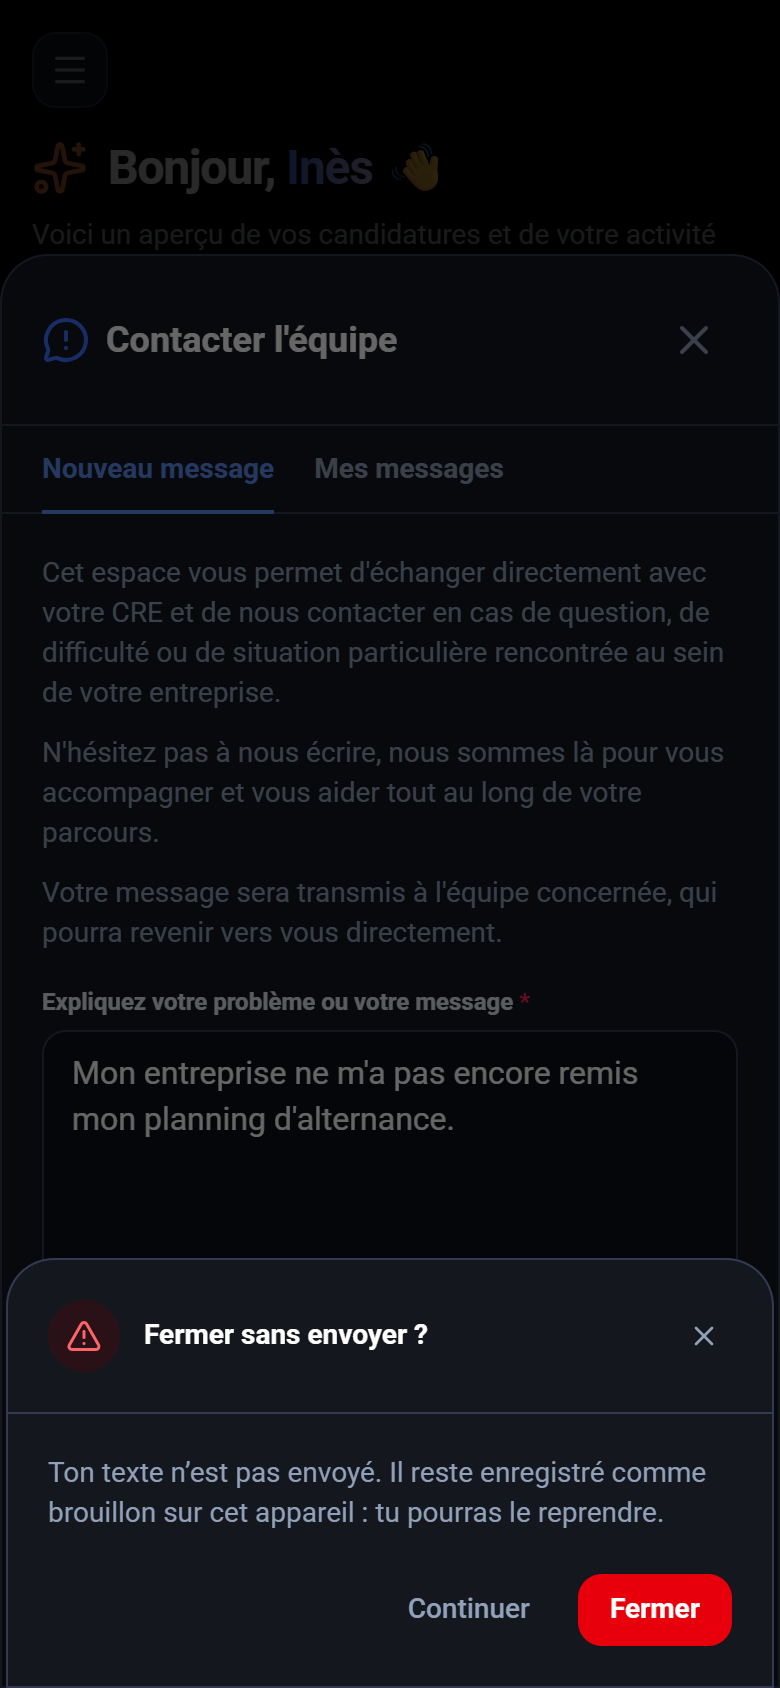 Bonjour, Inès 👋
Voici un aperçu de vos candidatures et de votre activité
Contacter l'équipe
Nouveau message
Mes messages
Cet espace vous permet d'échanger directement avec
votre CRE et de nous contacter en cas de question, de
difficulté ou de situation particulière rencontrée au sein
de votre entreprise.
N'hésitez pas à nous écrire, nous sommes là pour vous
accompagner et vous aider tout au long de votre
parcours.
Votre message sera transmis à l'équipe concernée, qui
pourra revenir vers vous directement.
Expliquez votre problème ou votre message *
Mon entreprise ne m'a pas encore remis
mon planning d'alternance.
Fermer sans envoyer ?
Ton texte n’est pas envoyé. Il reste enregistré comme
brouillon sur cet appareil : tu pourras le reprendre.
Continuer
Fermer